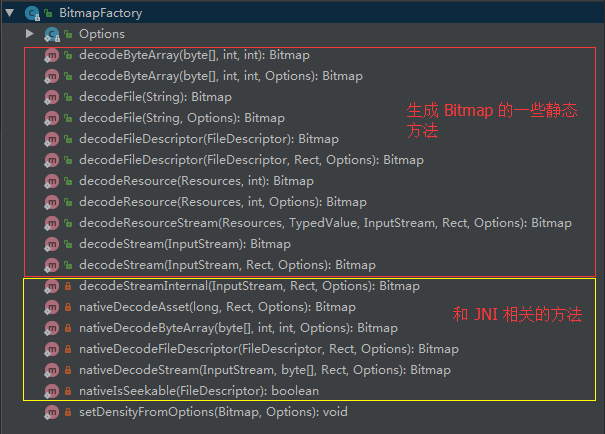 BitmapFactory
Options
decodeByteArray(byte[], int, int): Bitmap
decodeByteArray(byte[], int, int, Options): Bitmap
decodeFile(String): Bitmap
decodeFile(String, Options): Bitmap
decodeFileDescriptor(FileDescriptor): Bitmap
decodeFileDescriptor(FileDescriptor, Rect, Options): Bitmap
decodeResource(Resources, int): Bitmap
decodeResource(Resources, int, Options): Bitmap
decodeResourceStream(Resources, TypedValue, InputStream, Rect, Options): Bitmap
decodeStream(InputStream): Bitmap
decodeStream(InputStream, Rect, Options): Bitmap
生成 Bitmap 的一些静态
方法
decodeStreamInternal(InputStream, Rect, Options): Bitmap
nativeDecodeAsset(long, Rect, Options): Bitmap
nativeDecodeByteArray(byte[], int, int, Options): Bitmap
nativeDecodeFileDescriptor(FileDescriptor, Rect, Options): Bitmap
nativeDecodeStream(InputStream, byte[], Rect, Options): Bitmap
nativeIsSeekable(FileDescriptor): boolean
和 JNI 相关的方法
setDensityFromOptions(Bitmap, Options): void